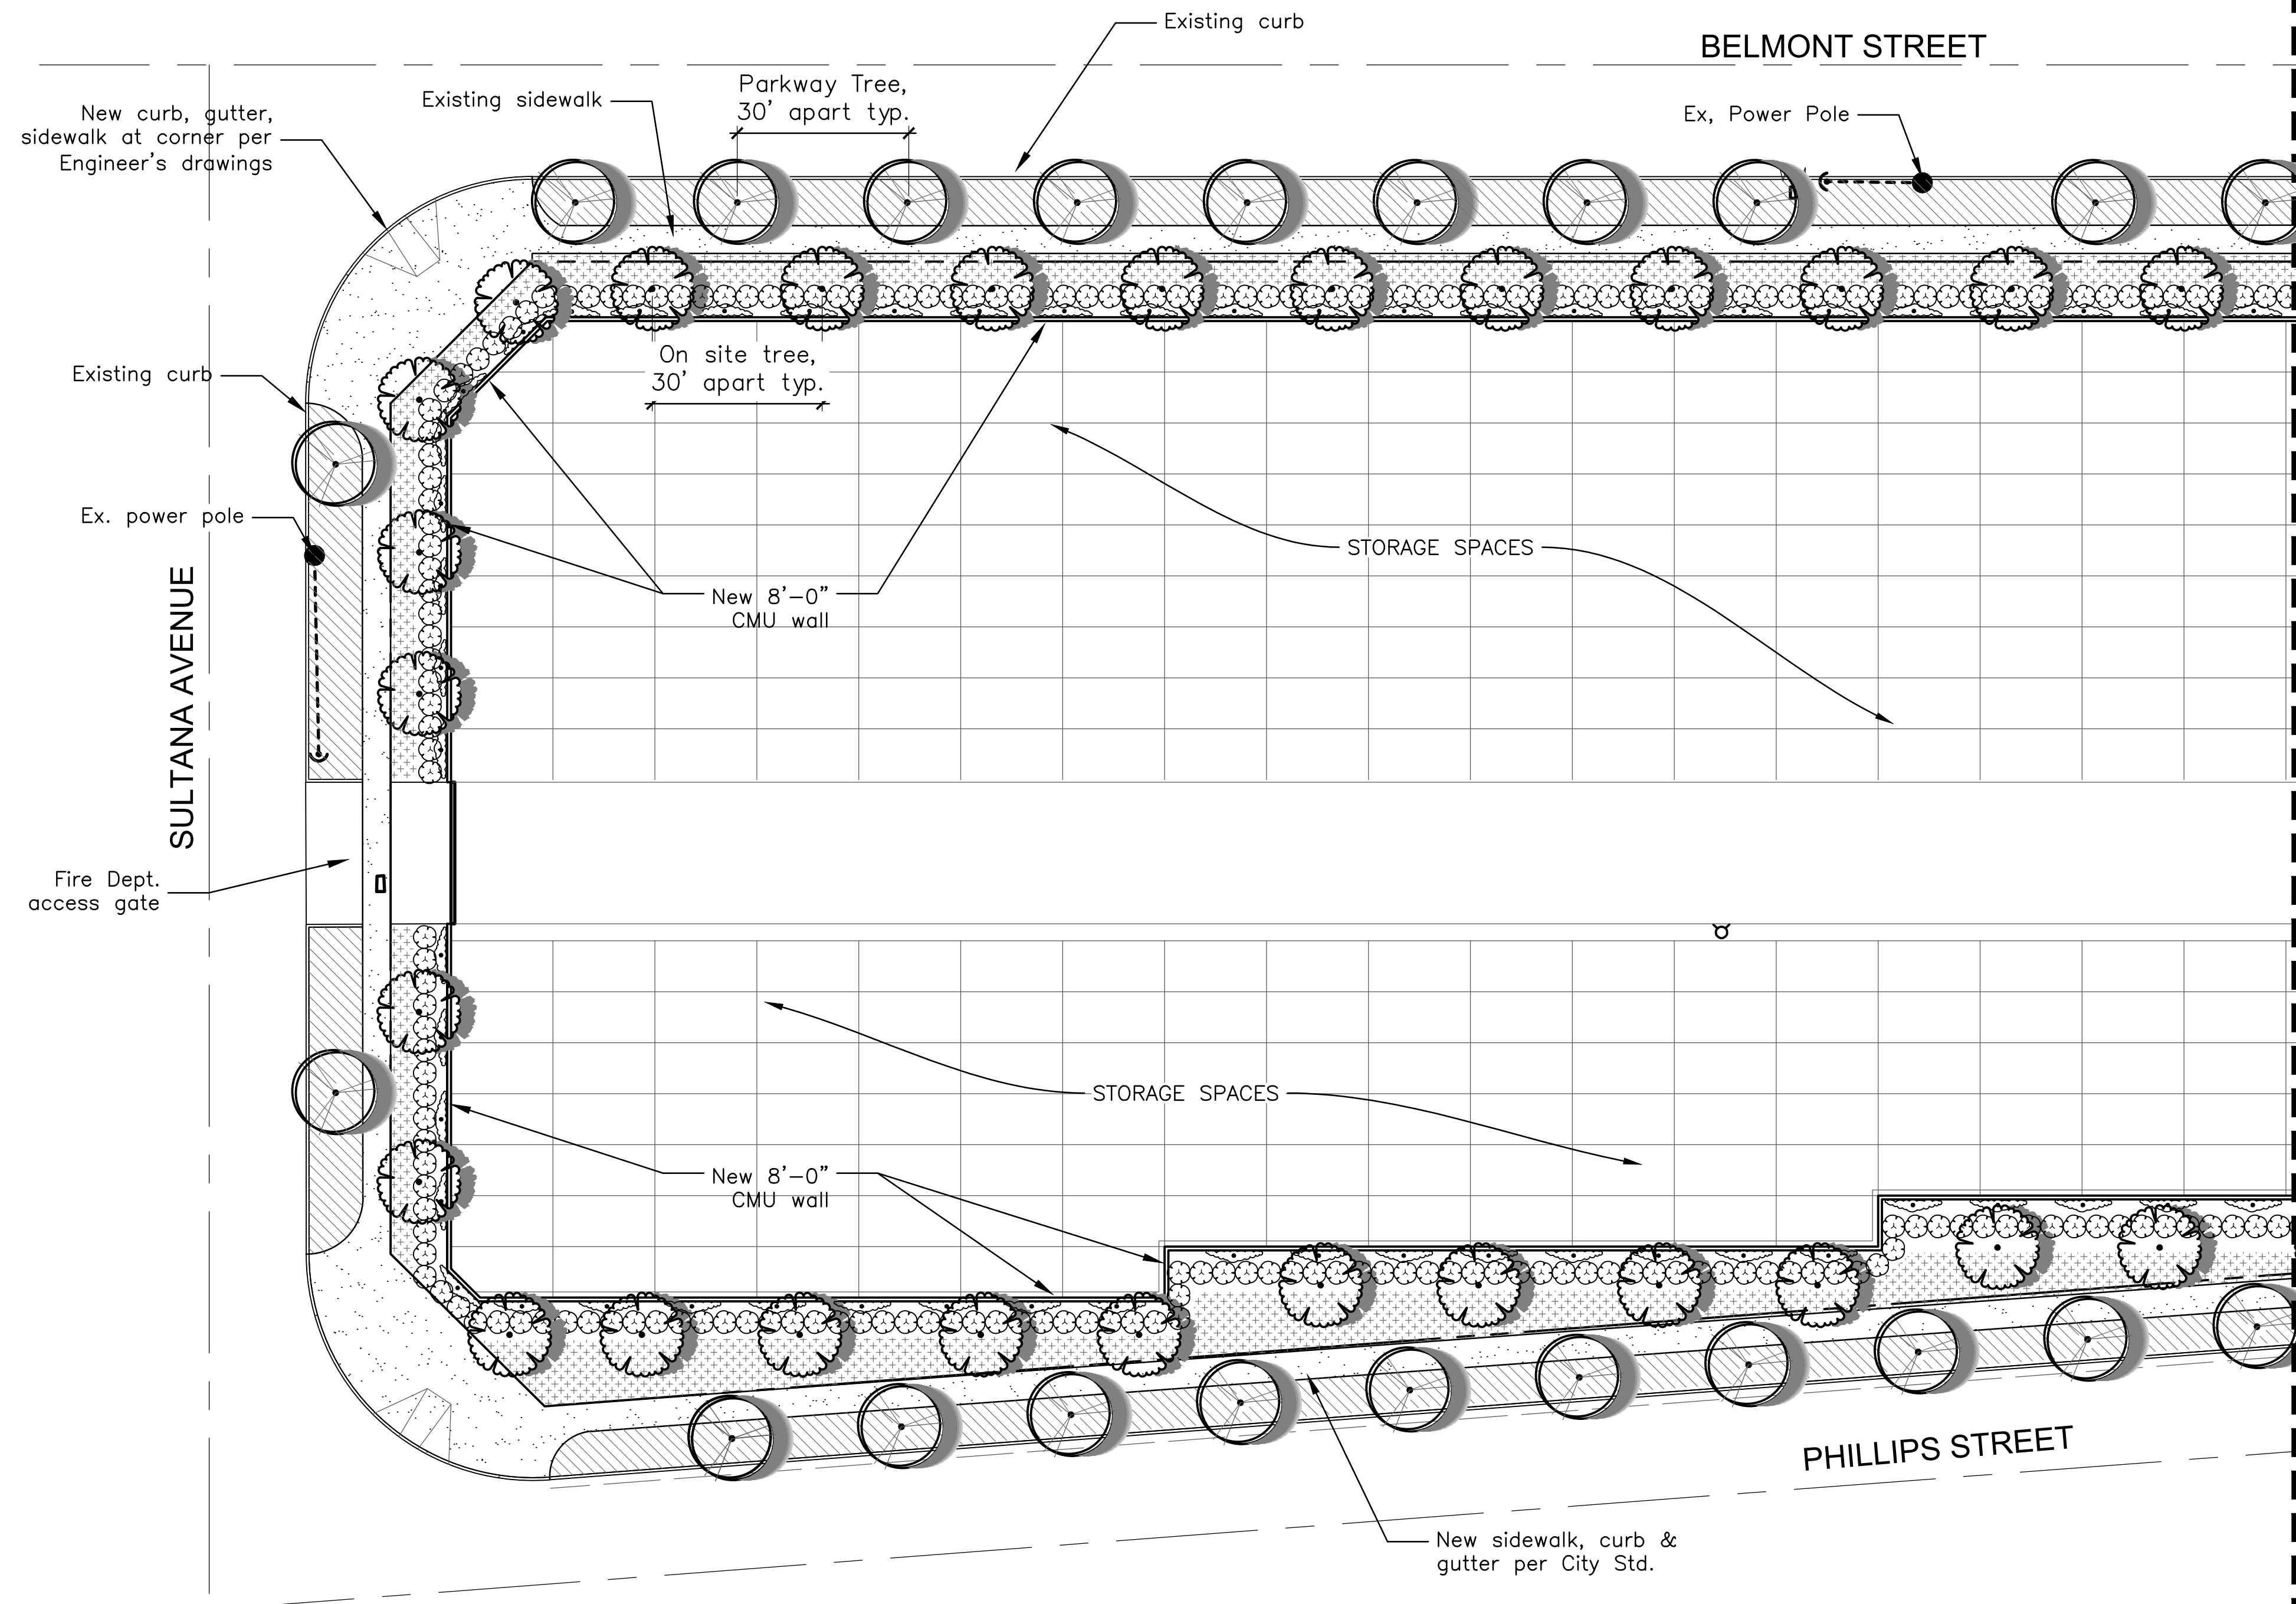 Existing curb
BELMONT STREET
Parkway Tree,
30' apart typ.
Existing sidewalk
New curb, gutter,
sidewalk at corner per
Engineer's drawings
Ex, Power Pole
On site tree,
30' apart typ.
Existing curb
Ex. power pole
STORAGE SPACES
New 8'-0"
CMU wall
SULTANA AVENUE
Fire Dept.
access gate
STORAGE SPACES
New 8'-0"
CMU wall
PHILLIPS STREET
New sidewalk, curb &
gutter per City Std.